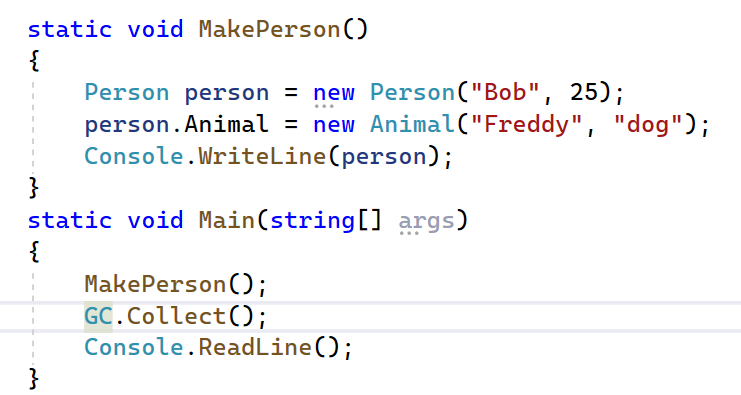 static void MakePerson()
{
    Person person = new Person("Bob", 25);
    person.Animal = new Animal("Freddy", "dog");
    Console.WriteLine(person);
}
static void Main(string[] args)
{
    MakePerson();
    GC.Collect();
    Console.ReadLine();
}